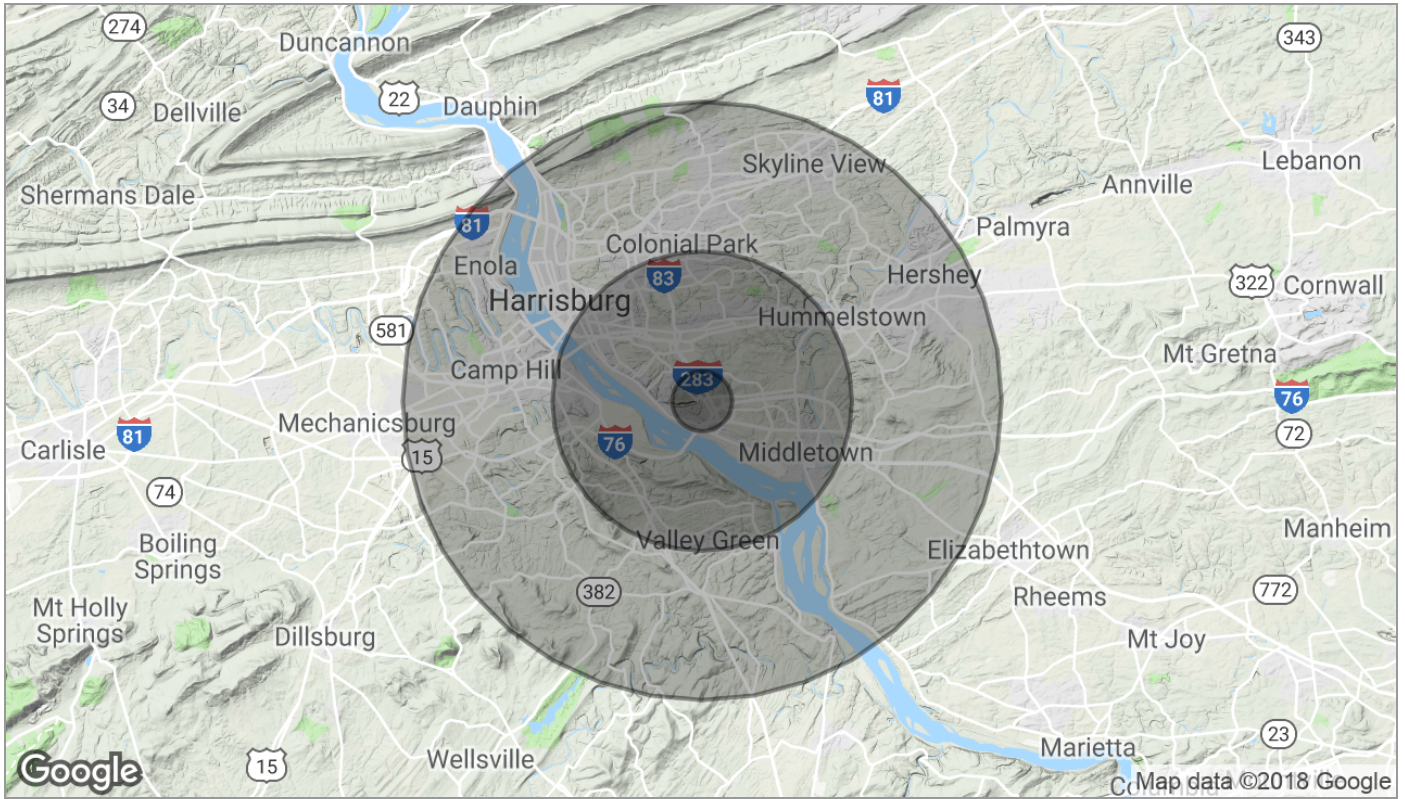 274
343
Duncannon
22
81
34
Dellville
Dauphin
Skyline View
Lebanon
Annville
Shermans Dale
81
Palmyra
Colonial Park
Enola
83
Hershey
322
Cornwall
Harrisburg
Hummelstown
581
Mt Gretna
Camp Hill
283
76
Mechanicsburg
81
Carlisle
15
76
Middletown
72
74
Manheim
Valley Green
Boiling
Springs
Elizabethtown
382
772
Rheems
Mt Holly
Springs
Dillsburg
Mt Joy
23
Marietta
Wellsville
15
Google
Map data ©2018 Google